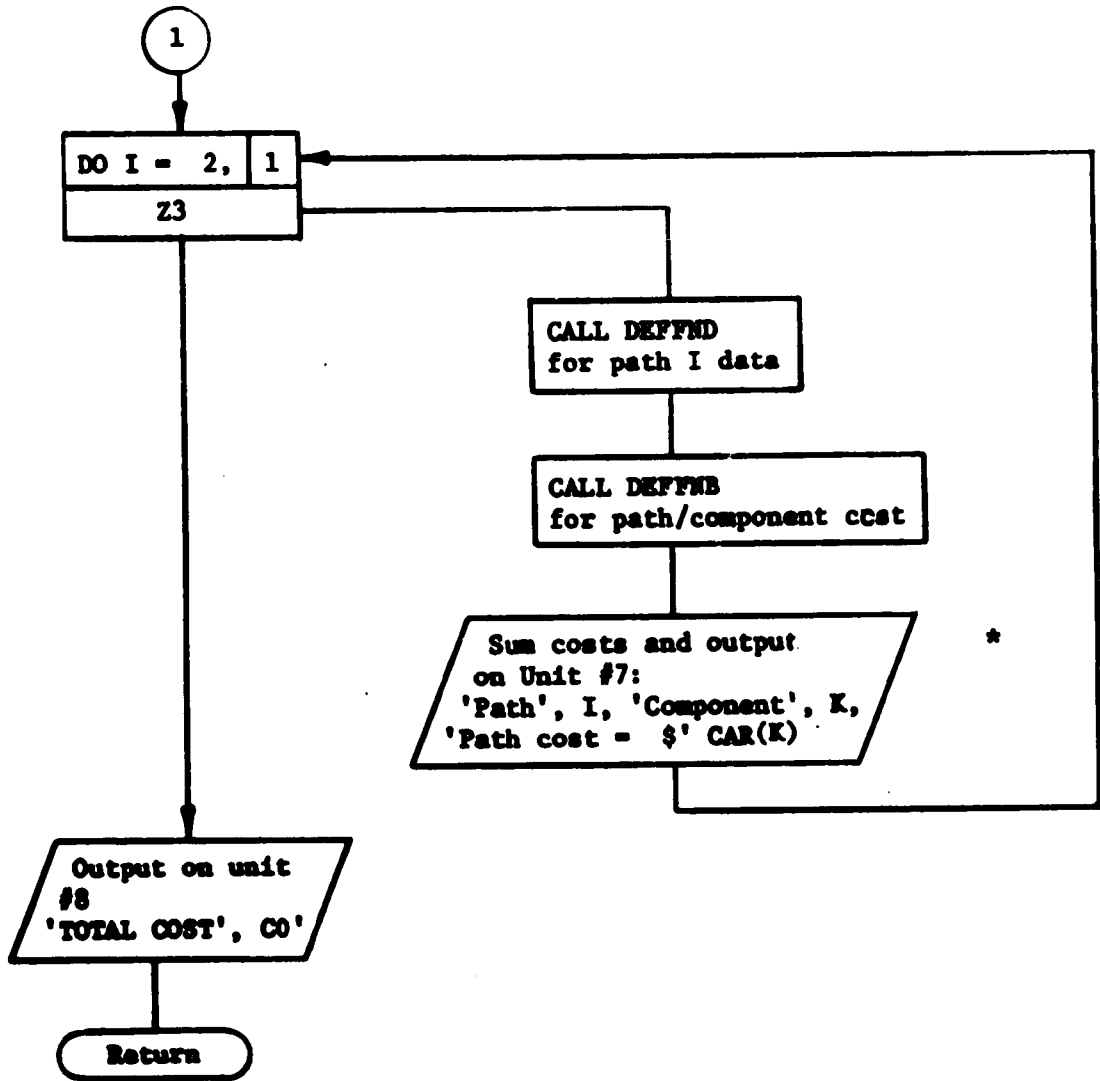 1
DO I = 2, 1
Z3
CALL DEFFND
for path I data
CALL DEFFNB
for path/component cost
Sum costs and output
on Unit #7:
'Path', I, 'Component', K,
'Path cost = $' CAR(K)
*
Output on unit
#8
'TOTAL COST', CO'
Return